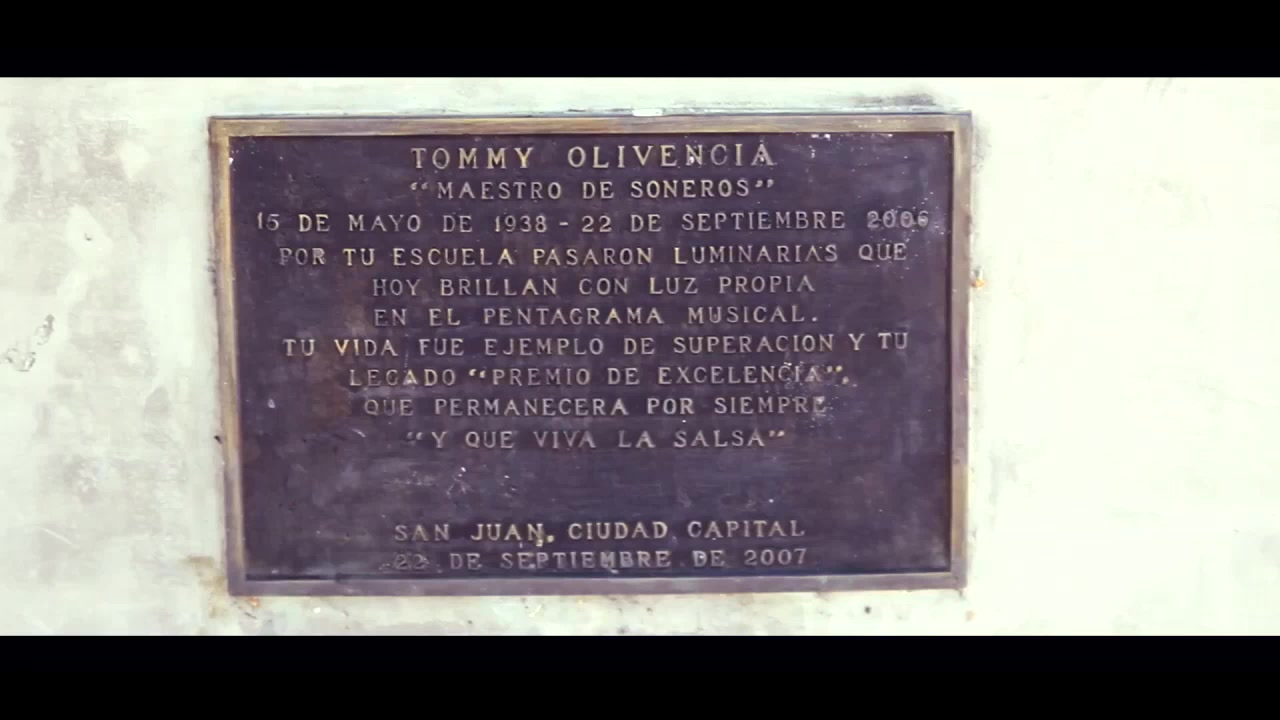 TOMMY OLIVENCIA
"MAESTRO DE SONEROS"
15 DE MAYO DE 1938 - 22 DE SEPTIEMBRE 2006
POR TU ESCUELA PASARON LUMINARIAS QUE
HOY BRILLAN CON LUZ PROPIA
EN EL PENTAGRAMA MUSICAL.
TU VIDA FUE EJEMPLO DE SUPERACION Y TU
LEGADO "PREMIO DE EXCELENCIA",
QUE PERMANECERA POR SIEMPRE
"Y QUE VIVA LA SALSA"
SAN JUAN, CIUDAD CAPITAL
22 DE SEPTIEMBRE DE 2007